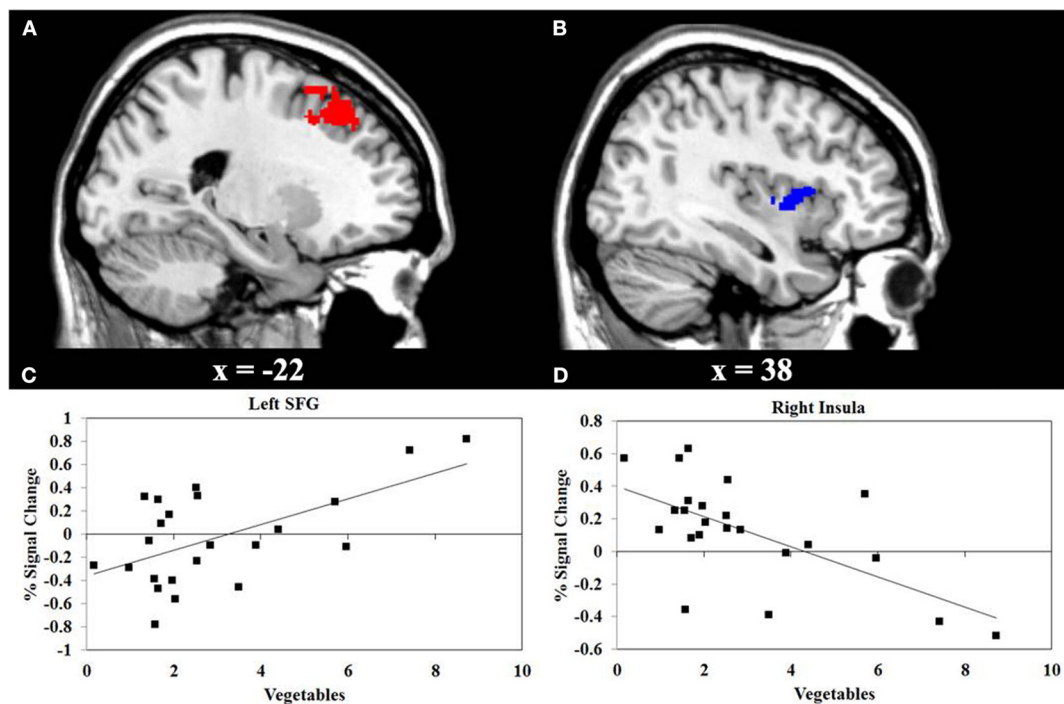 A
B
x = -22
x = 38
C
D
Left SFG
Right Insula
% Signal Change
1
0.8
0.6
0.4
0.2
0
-0.2
-0.4
-0.6
-0.8
-1
0
2
4
6
8
10
Vegetables
% Signal Change
0.8
0.6
0.4
0.2
0
-0.2
-0.4
-0.6
0
2
4
6
8
10
Vegetables